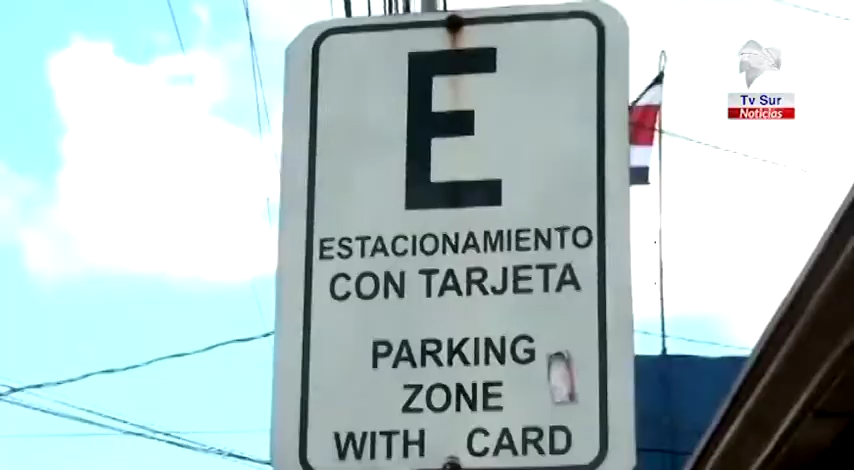 E
ESTACIONAMIENTO
CON TARJETA
PARKING
ZONE
WITH CARD
Tv Sur
Noticias